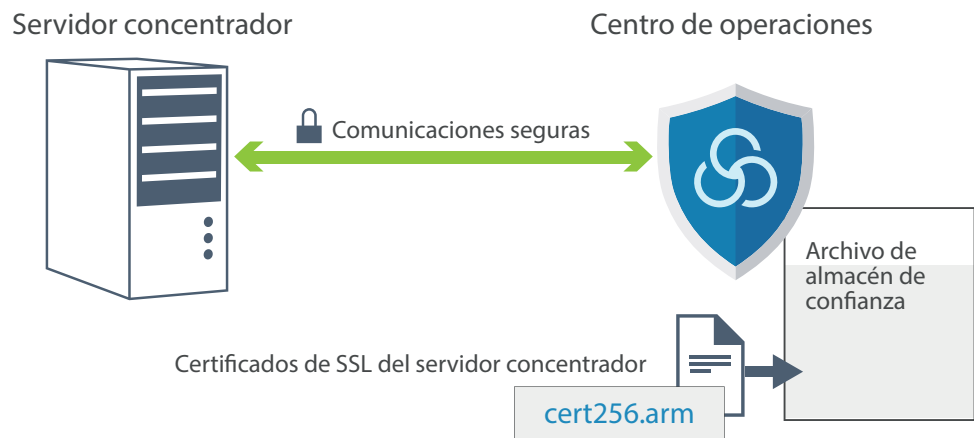 Servidor concentrador
Centro de operaciones
Comunicaciones seguras
Archivo de
almacén de
confianza
Certificados de SSL del servidor concentrador
cert256.arm